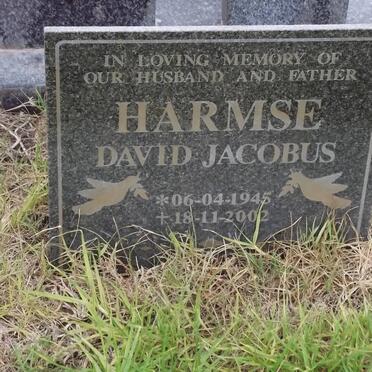 IN LOVING MEMORY OF
OUR HUSBAND AND FATHER
HARMSE
DAVID JACOBUS
*06-04-1945
+18-11-2002